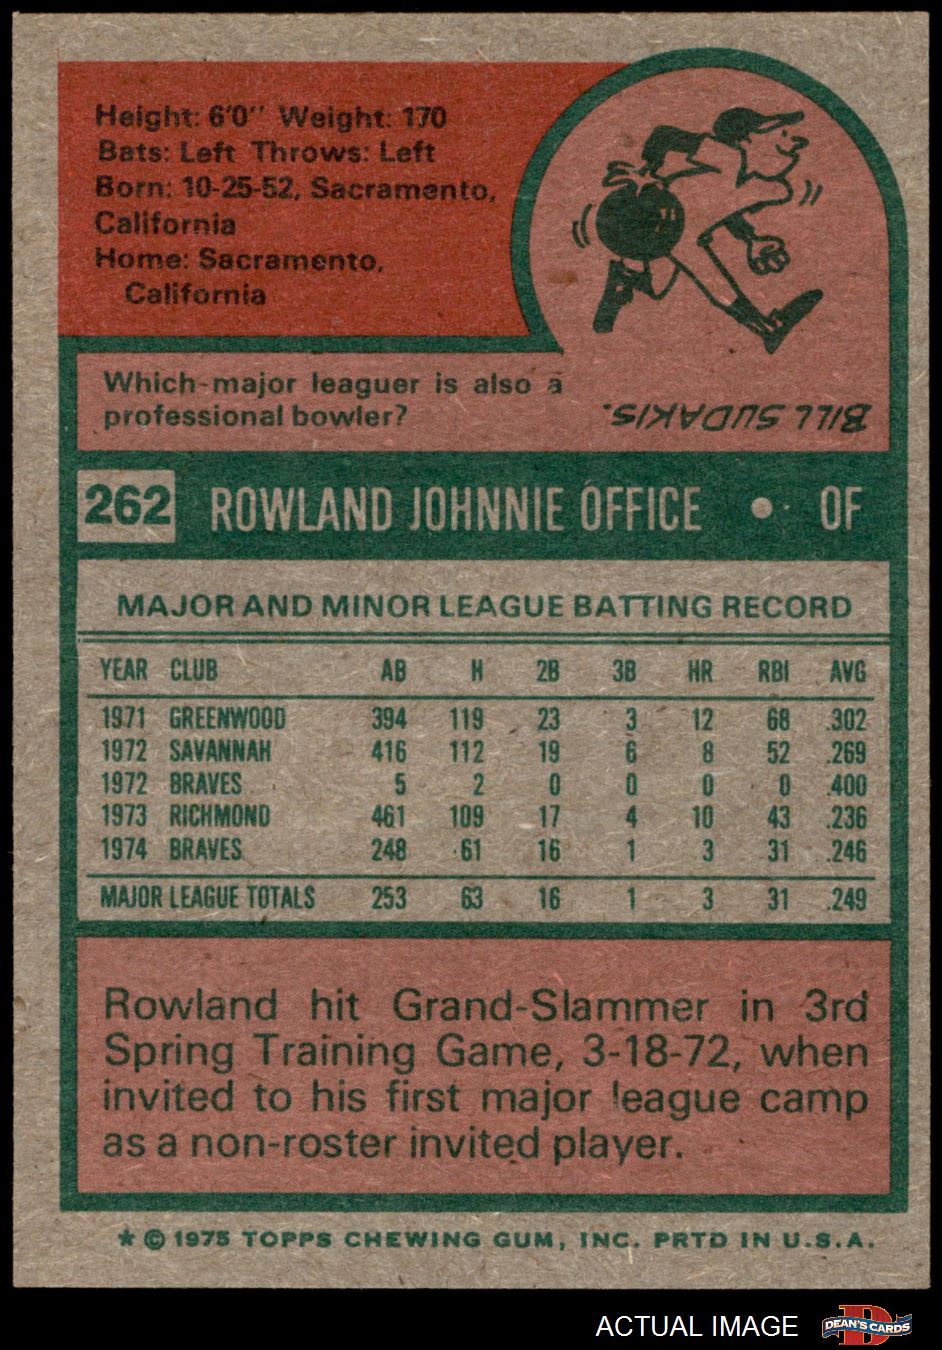 Height: 6'0" Weight: 170
Bats: Left Throws: Left
Born: 10-25-52, Sacramento,
California
Home: Sacramento,
California
Which major leaguer is also a
professional bowler?
BILL SUDAKIS.
262 ROWLAND JOHNNIE OFFICE • OF
MAJOR AND MINOR LEAGUE BATTING RECORD
YEAR CLUB AB H 2B 3B HR RBI AVG
1971 GREENWOOD 394 119 23 3 12 68 .302
1972 SAVANNAH 416 112 19 6 8 52 .269
1972 BRAVES 5 2 0 0 0 0 .400
1973 RICHMOND 461 109 17 4 10 43 .236
1974 BRAVES 248 61 16 1 3 31 .246
MAJOR LEAGUE TOTALS 253 63 16 1 3 31 .249
Rowland hit Grand-Slammer in 3rd
Spring Training Game, 3-18-72, when
invited to his first major league camp
as a non-roster invited player.
* © 1975 TOPPS CHEWING GUM, INC. PRTD IN U.S.A.
ACTUAL IMAGE DEAN'S CARDS